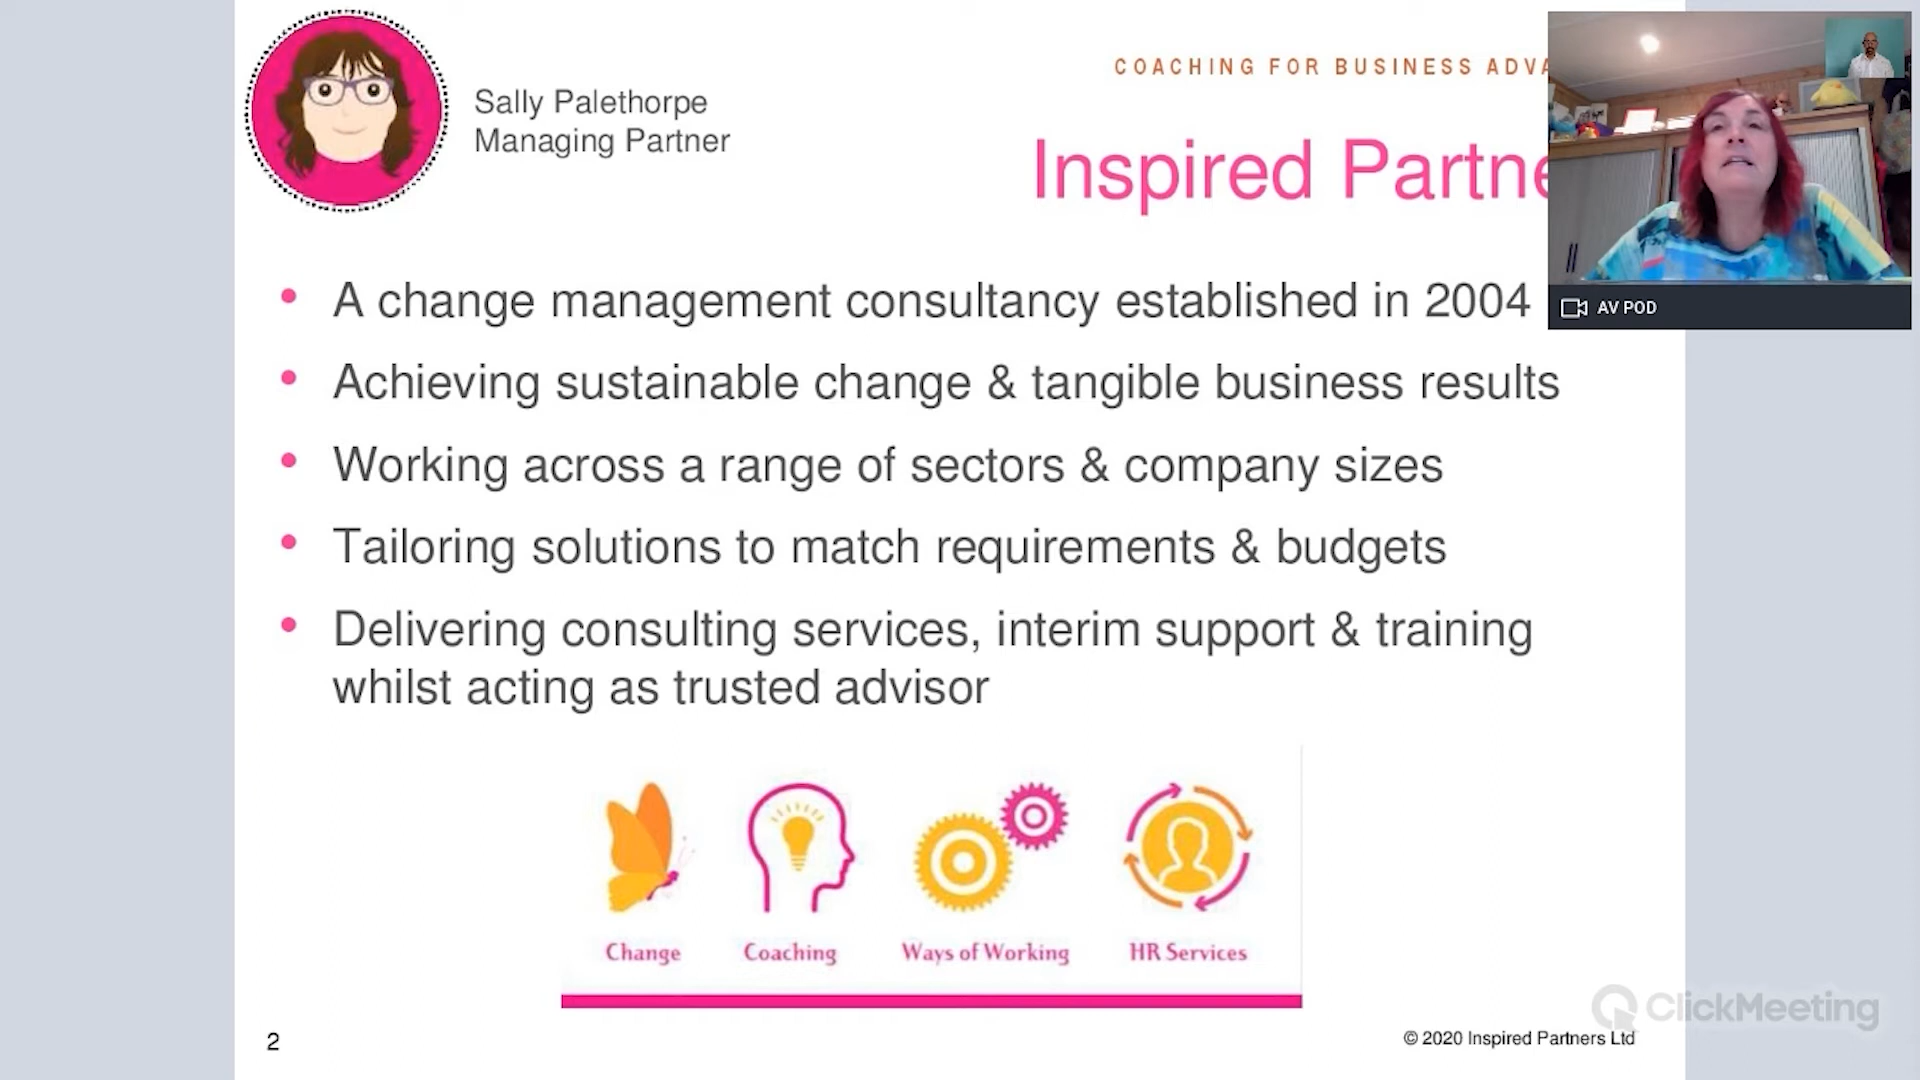 Sally Palethorpe
Managing Partner
COACHING FOR BUSINESS
Inspired
AV POD
A change management consultancy established in 2004
Achieving sustainable change & tangible business results
Working across a range of sectors & company sizes
Tailoring solutions to match requirements & budgets
Delivering consulting services, interim support & training
whilst acting as trusted advisor
Change
Coaching
Ways of Working
HR Services
ClickMeeting
2
© 2020 Inspired Partners Ltd